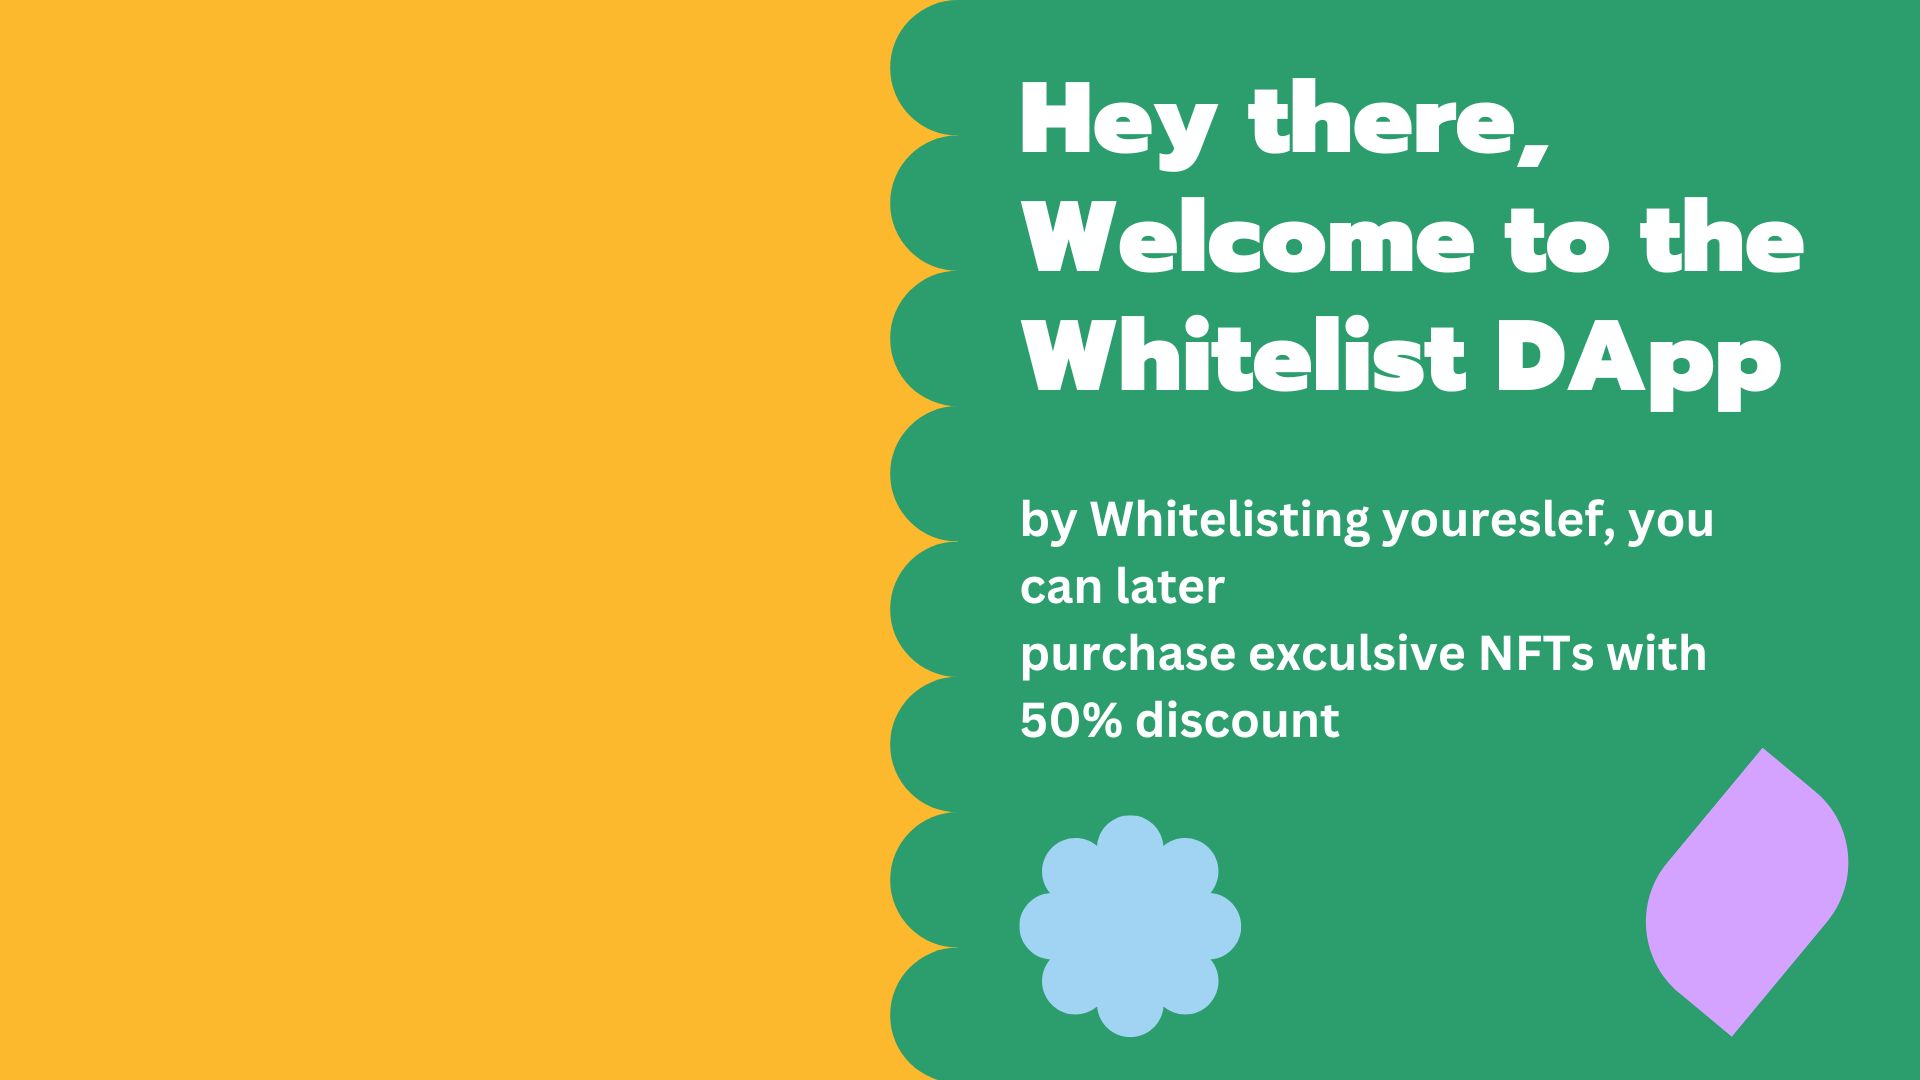 Hey there,
Welcome to the
Whitelist DApp
by Whitelisting youreslef, you
can later
purchase exculsive NFTs with
50% discount